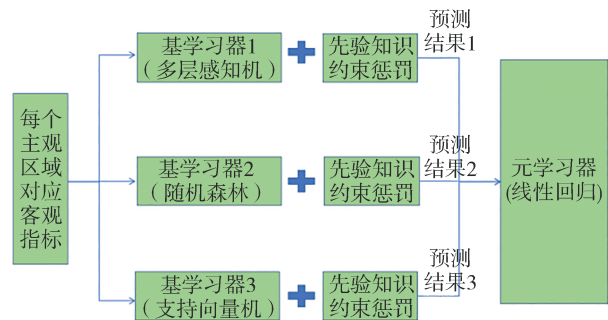 每个
主观
区域
对应
客观
指标
基学习器1
（多层感知机）
先验知识
约束惩罚
预测
结果1
基学习器2
（随机森林）
先验知识
约束惩罚
预测
结果2
基学习器3
（支持向量机）
先验知识
约束惩罚
预测
结果3
元学习器
(线性回归)